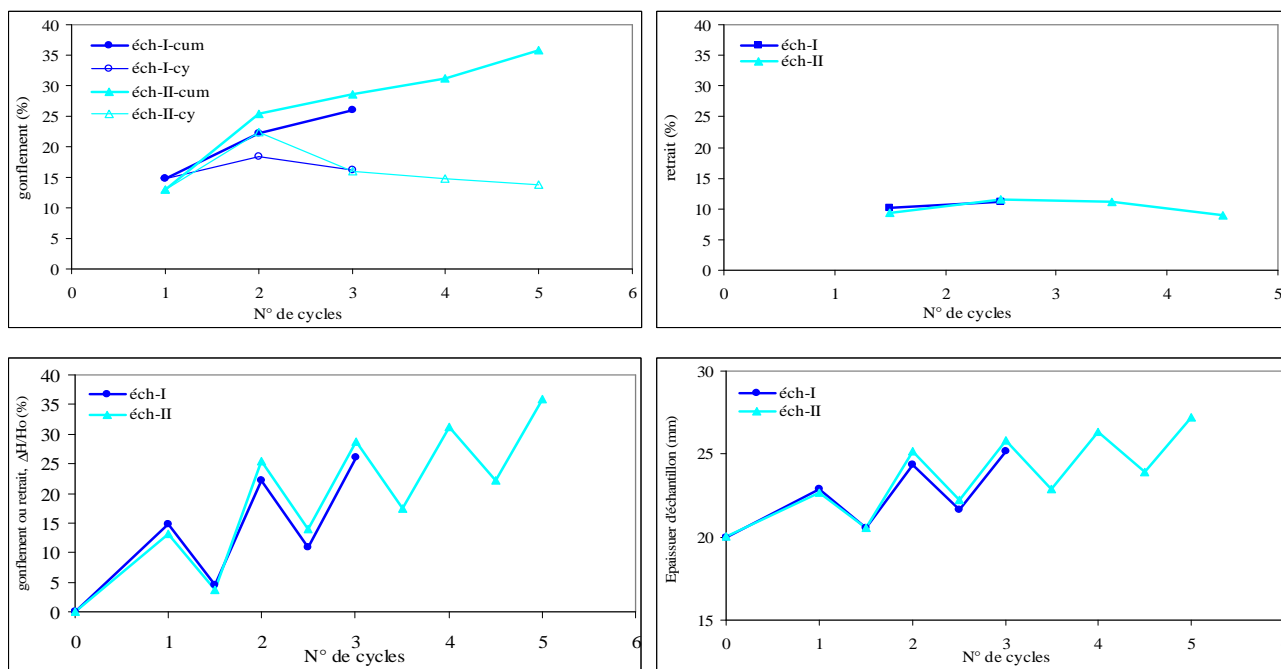 40
35
30
25
20
15
10
5
0
gonflement (%)
éch-I-cum
éch-I-cy
éch-II-cum
éch-II-cy
0 1 2 3 4 5 6
N° de cycles
40
35
30
25
20
15
10
5
0
retrait (%)
éch-I
éch-II
0 1 2 3 4 5
N° de cycles
40
35
30
25
20
15
10
5
0
gonflement ou retrait, ΔH/Ho (%)
éch-I
éch-II
0 1 2 3 4 5 6
N° de cycles
30
25
20
15
Epaissuer d'échantillon (mm)
éch-I
éch-II
0 1 2 3 4 5
N° de cycles